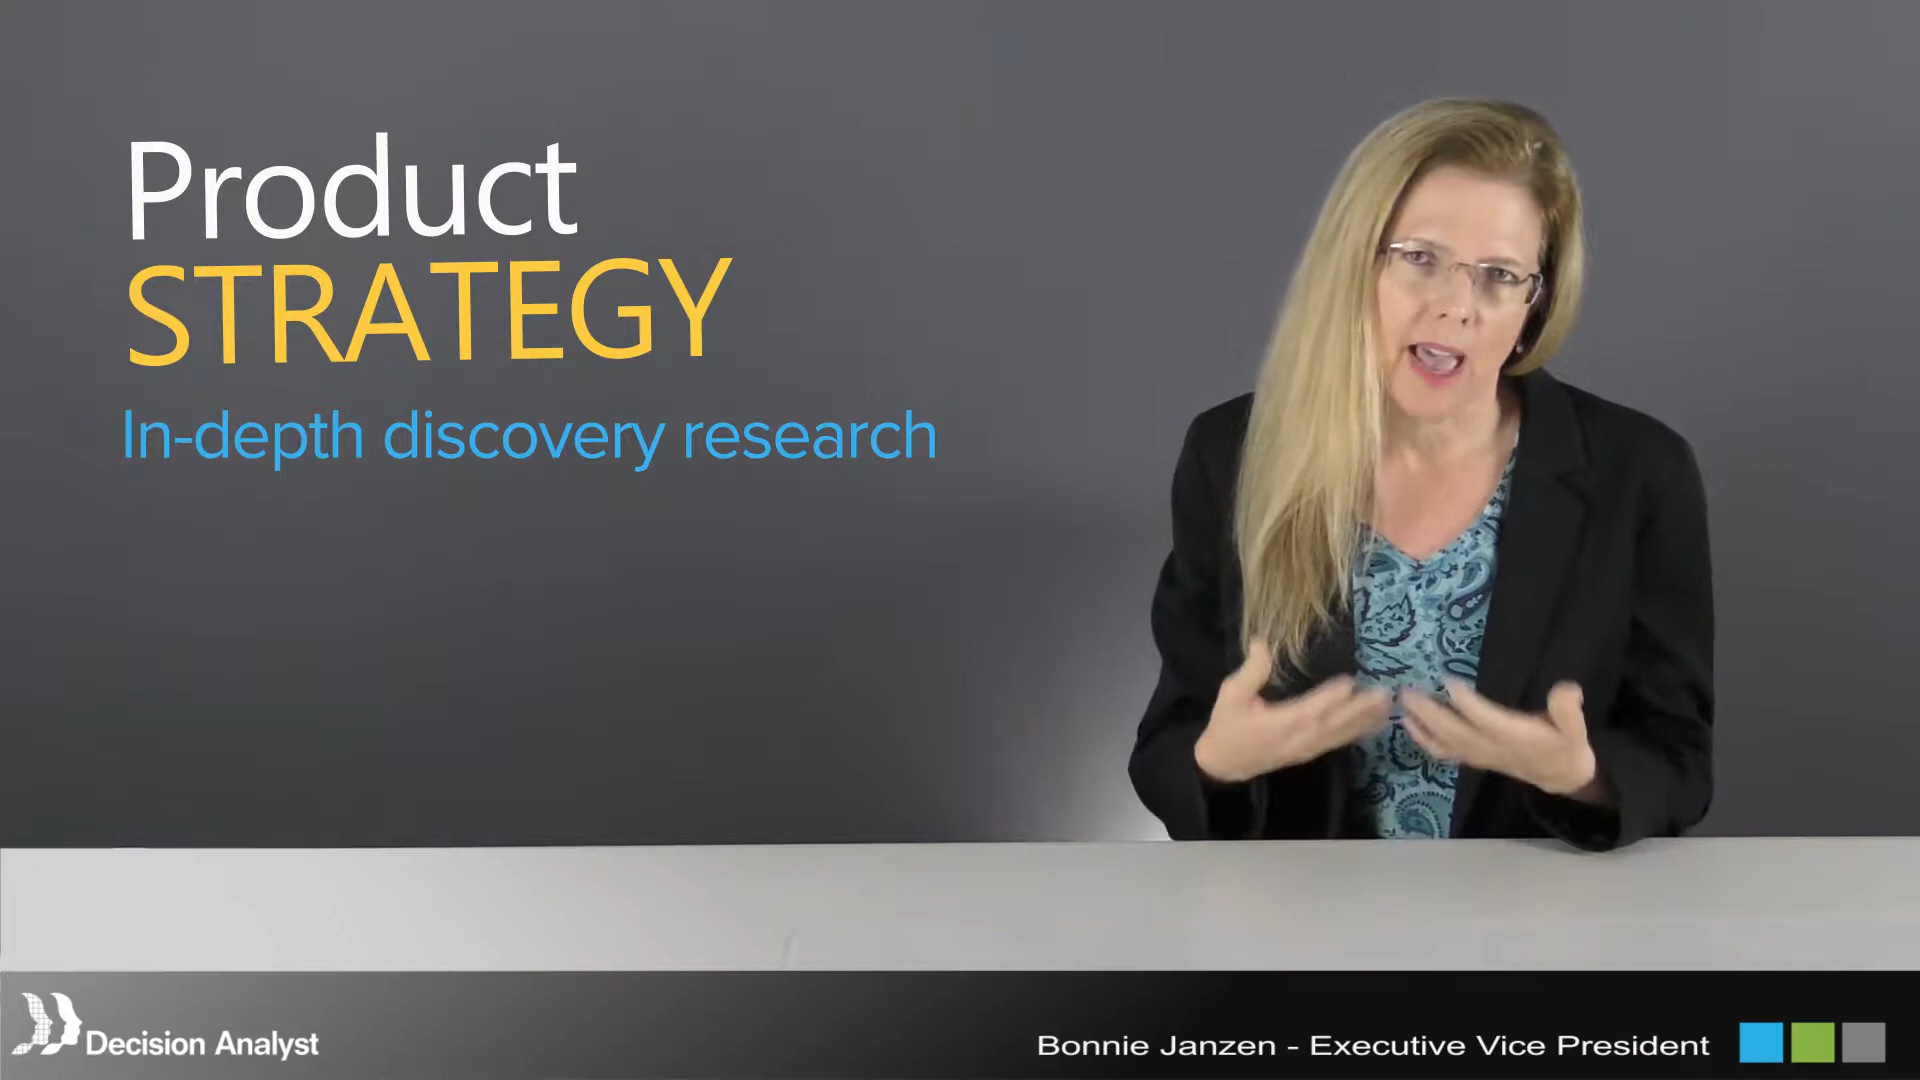 Product
STRATEGY
In-depth discovery research
Decision Analyst
Bonnie Janzen - Executive Vice President